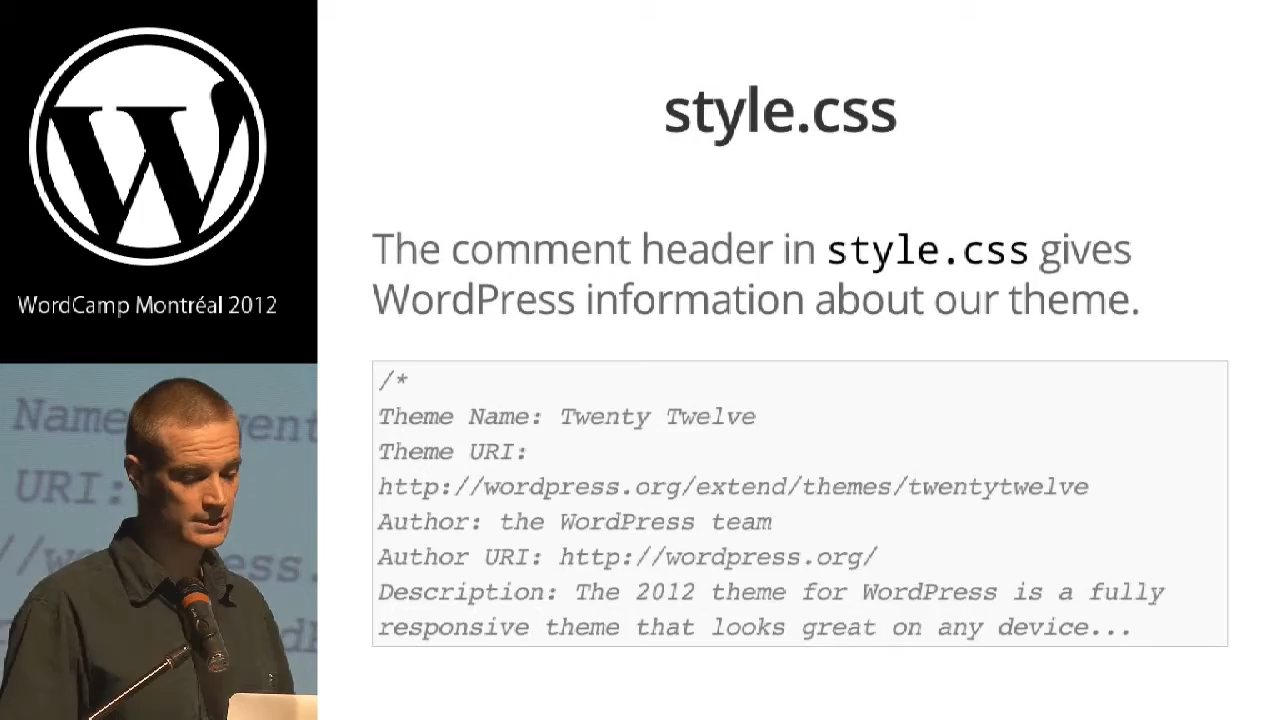 WordCamp Montréal 2012
style.css
The comment header in style.css gives
WordPress information about our theme.
/*
Theme Name: Twenty Twelve
Theme URI:
http://wordpress.org/extend/themes/twentytwelve
Author: the WordPress team
Author URI: http://wordpress.org/
Description: The 2012 theme for WordPress is a fully
responsive theme that looks great on any device...
Name:
URI: